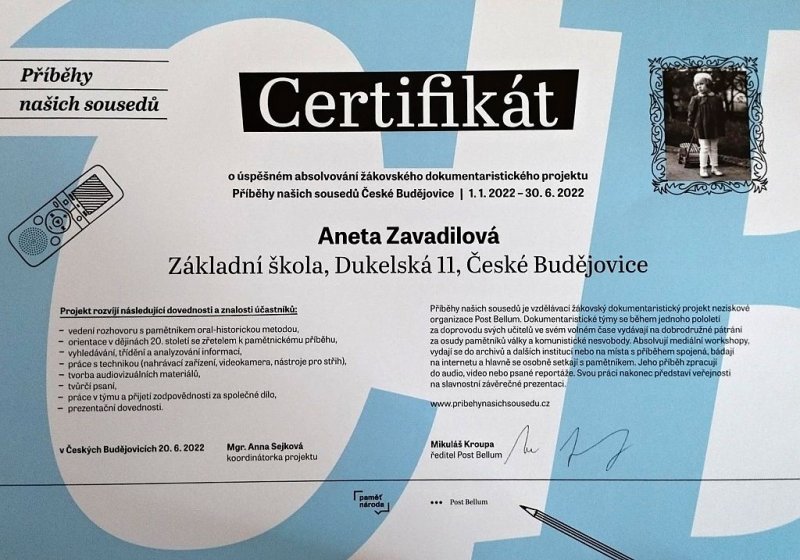 Příběhy
našich sousedů
Certifikát
o úspěšném absolvování žákovského dokumentaristického projektu
Příběhy našich sousedů České Budějovice | 1. 1. 2022 – 30. 6. 2022
Aneta Zavadilová
Základní škola, Dukelská 11, České Budějovice
Projekt rozvíjí následující dovednosti a znalosti účastníků:
– vedení rozhovoru s pamětníkem oral-historickou metodou,
– orientace v dějinách 20. století se zřetelem k pamětnickému příběhu,
– vyhledávání, třídění a analyzování informací,
– práce s technikou (nahrávací zařízení, videokamera, nástroje pro střih),
– tvorba audiovizuálních materiálů,
– tvůrčí psaní,
– práce v týmu a přijetí zodpovědnosti za společné dílo,
– prezentační dovednosti.
Příběhy našich sousedů je vzdělávací žákovský dokumentaristický projekt neziskové
organizace Post Bellum. Dokumentaristické týmy se během jednoho pololetí
za doprovodu svých učitelů ve svém volném čase vydávají na dobrodružné pátrání
za osudy pamětníků války a komunistické nesvobody. Absolvují mediální workshopy,
vydají se do archivů a dalších institucí nebo na místa s příběhem spojená, bádají
na internetu a hlavně se osobně setkají s pamětníkem. Jeho příběh zpracují
do audio, video nebo psané reportáže. Svou práci nakonec představí veřejnosti
na slavnostní závěrečné prezentaci.
www.pribehynasichsousedu.cz
v Českých Budějovicích 20. 6. 2022
Mgr. Anna Sejková
koordinátorka projektu
Mikuláš Kroupa
ředitel Post Bellum
paměť
národa
Post Bellum